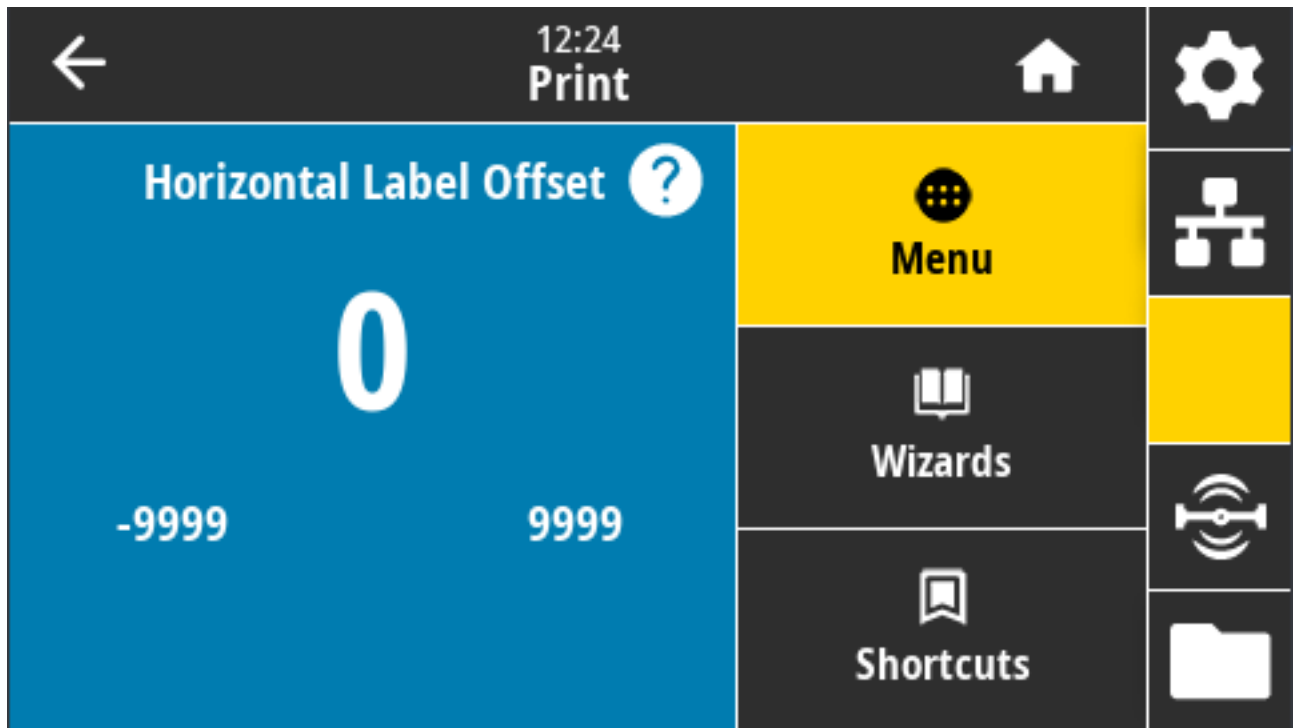 12:24
Print
Horizontal Label Offset ?
0
-9999 9999
Menu
Wizards
Shortcuts